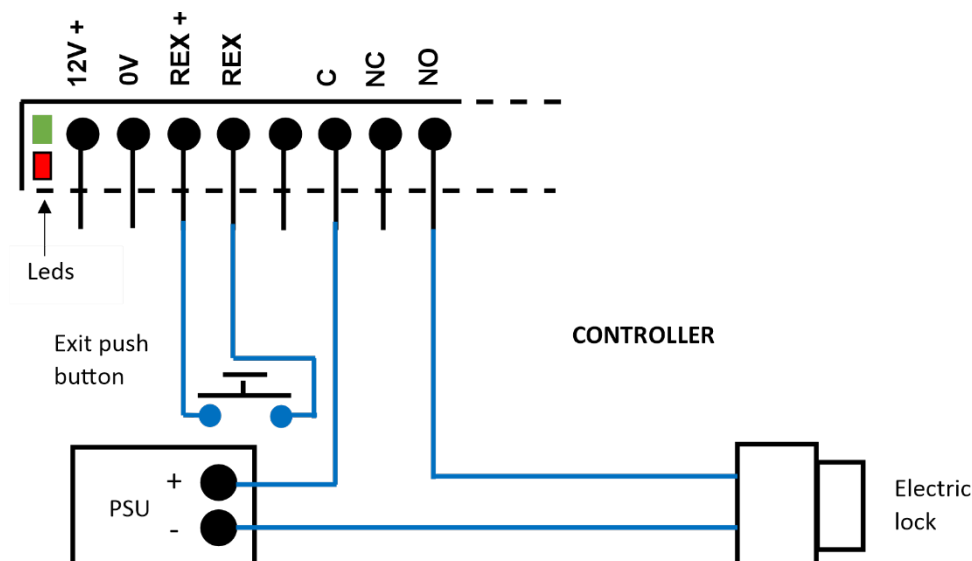 12V +
0V
REX +
REX
C
NC
NO
Leds
Exit push
button
CONTROLLER
PSU
+
-
Electric
lock